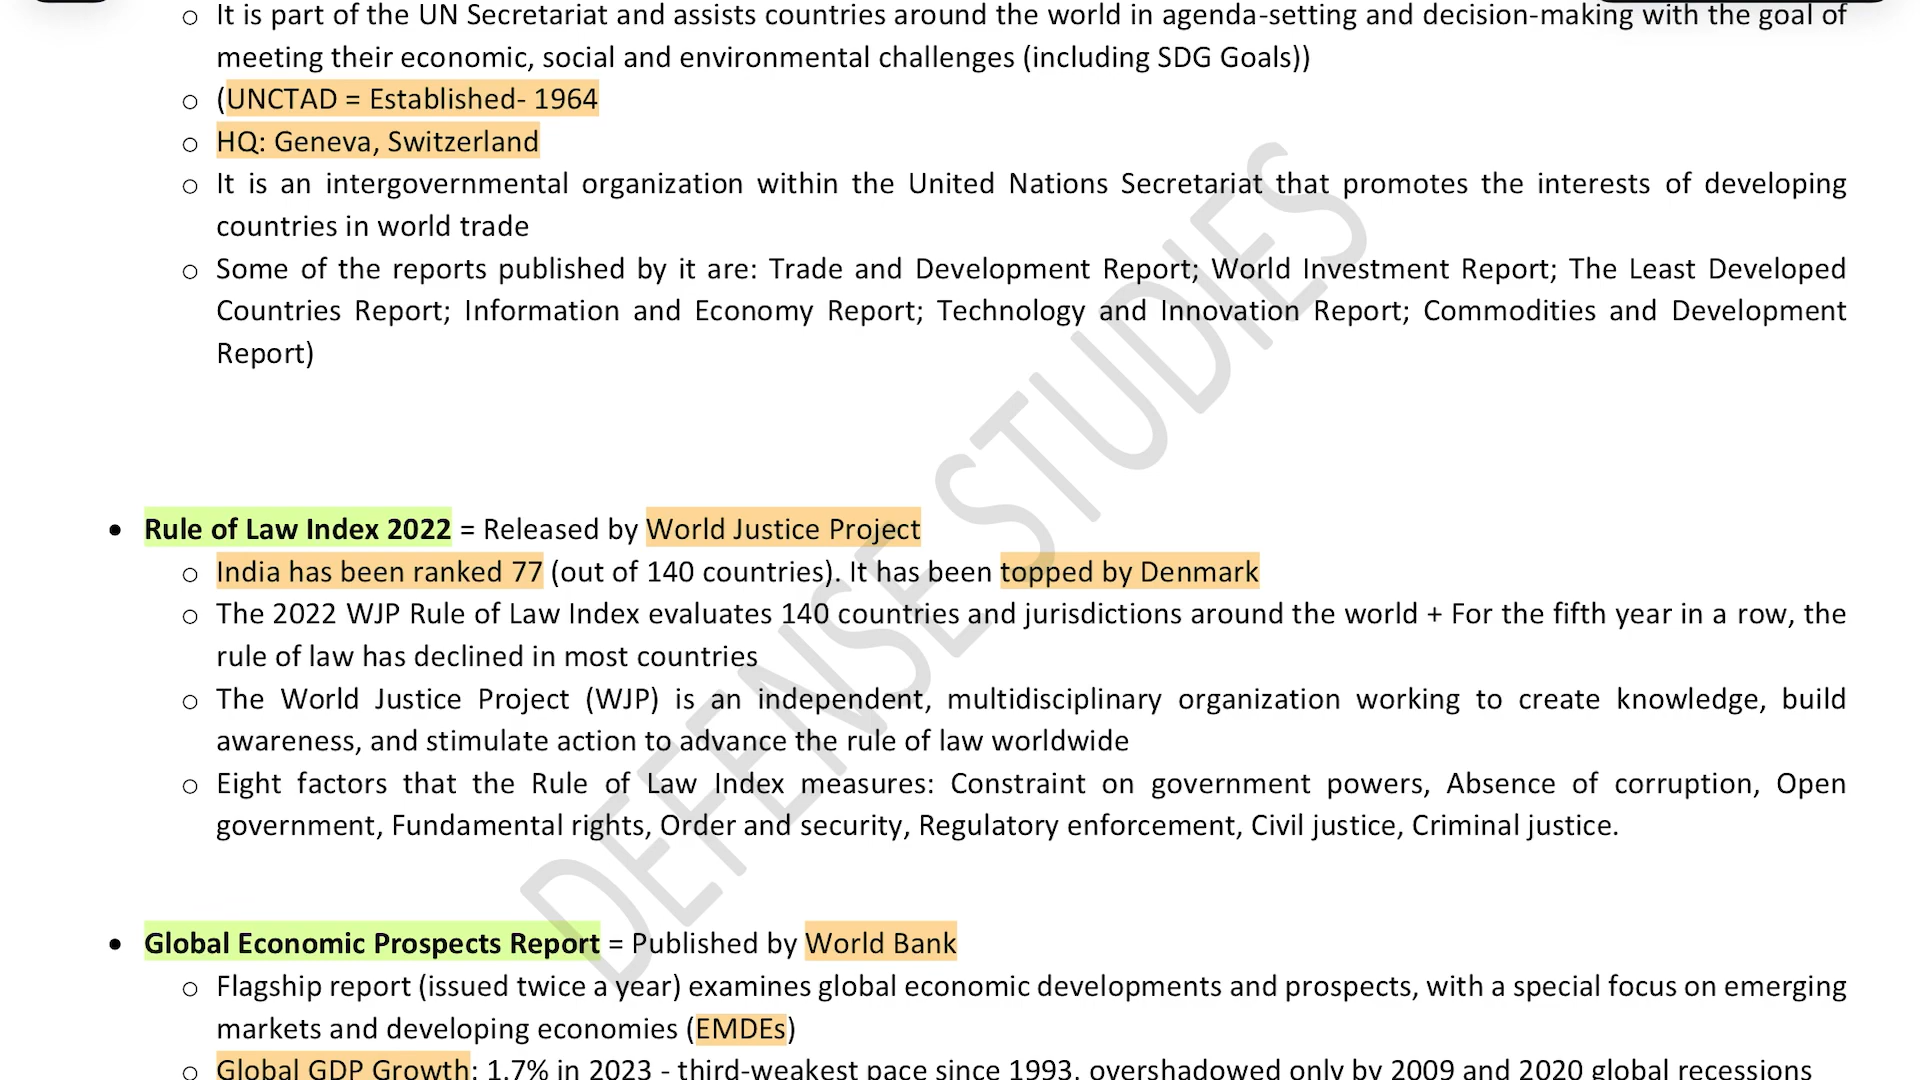 ○ It is part of the UN Secretariat and assists countries around the world in agenda-setting and decision-making with the goal of
meeting their economic, social and environmental challenges (including SDG Goals))
○ (UNCTAD = Established- 1964
○ HQ: Geneva, Switzerland
○ It is an intergovernmental organization within the United Nations Secretariat that promotes the interests of developing
countries in world trade
○ Some of the reports published by it are: Trade and Development Report; World Investment Report; The Least Developed
Countries Report; Information and Economy Report; Technology and Innovation Report; Commodities and Development
Report)
• Rule of Law Index 2022 = Released by World Justice Project
○ India has been ranked 77 (out of 140 countries). It has been topped by Denmark
○ The 2022 WJP Rule of Law Index evaluates 140 countries and jurisdictions around the world + For the fifth year in a row, the
rule of law has declined in most countries
○ The World Justice Project (WJP) is an independent, multidisciplinary organization working to create knowledge, build
awareness, and stimulate action to advance the rule of law worldwide
○ Eight factors that the Rule of Law Index measures: Constraint on government powers, Absence of corruption, Open
government, Fundamental rights, Order and security, Regulatory enforcement, Civil justice, Criminal justice.
• Global Economic Prospects Report = Published by World Bank
○ Flagship report (issued twice a year) examines global economic developments and prospects, with a special focus on emerging
markets and developing economies (EMDEs)
○ Global GDP Growth: 1.7% in 2023 - third-weakest pace since 1993, overshadowed only by 2009 and 2020 global recessions
DEFENSE STUDIES